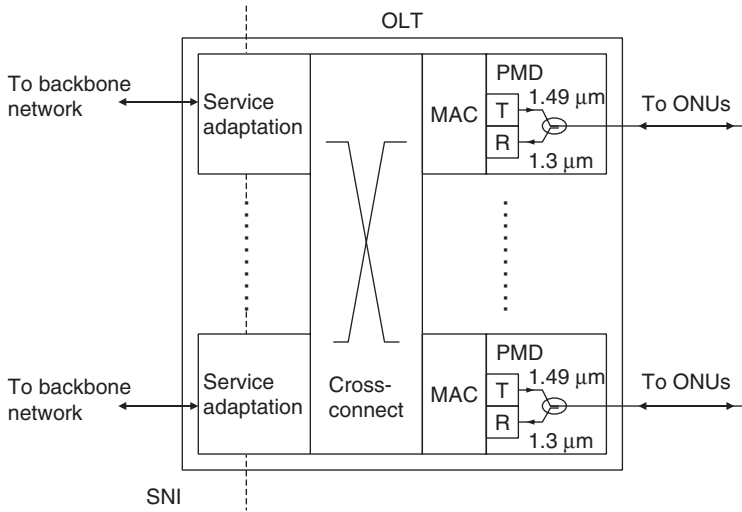 OLT
To backbone
network
Service
adaptation
MAC
PMD
T
1.49 μm
R
1.3 μm
To ONUs
To backbone
network
Service
adaptation
Cross-
connect
MAC
PMD
T
1.49 μm
R
1.3 μm
To ONUs
SNI